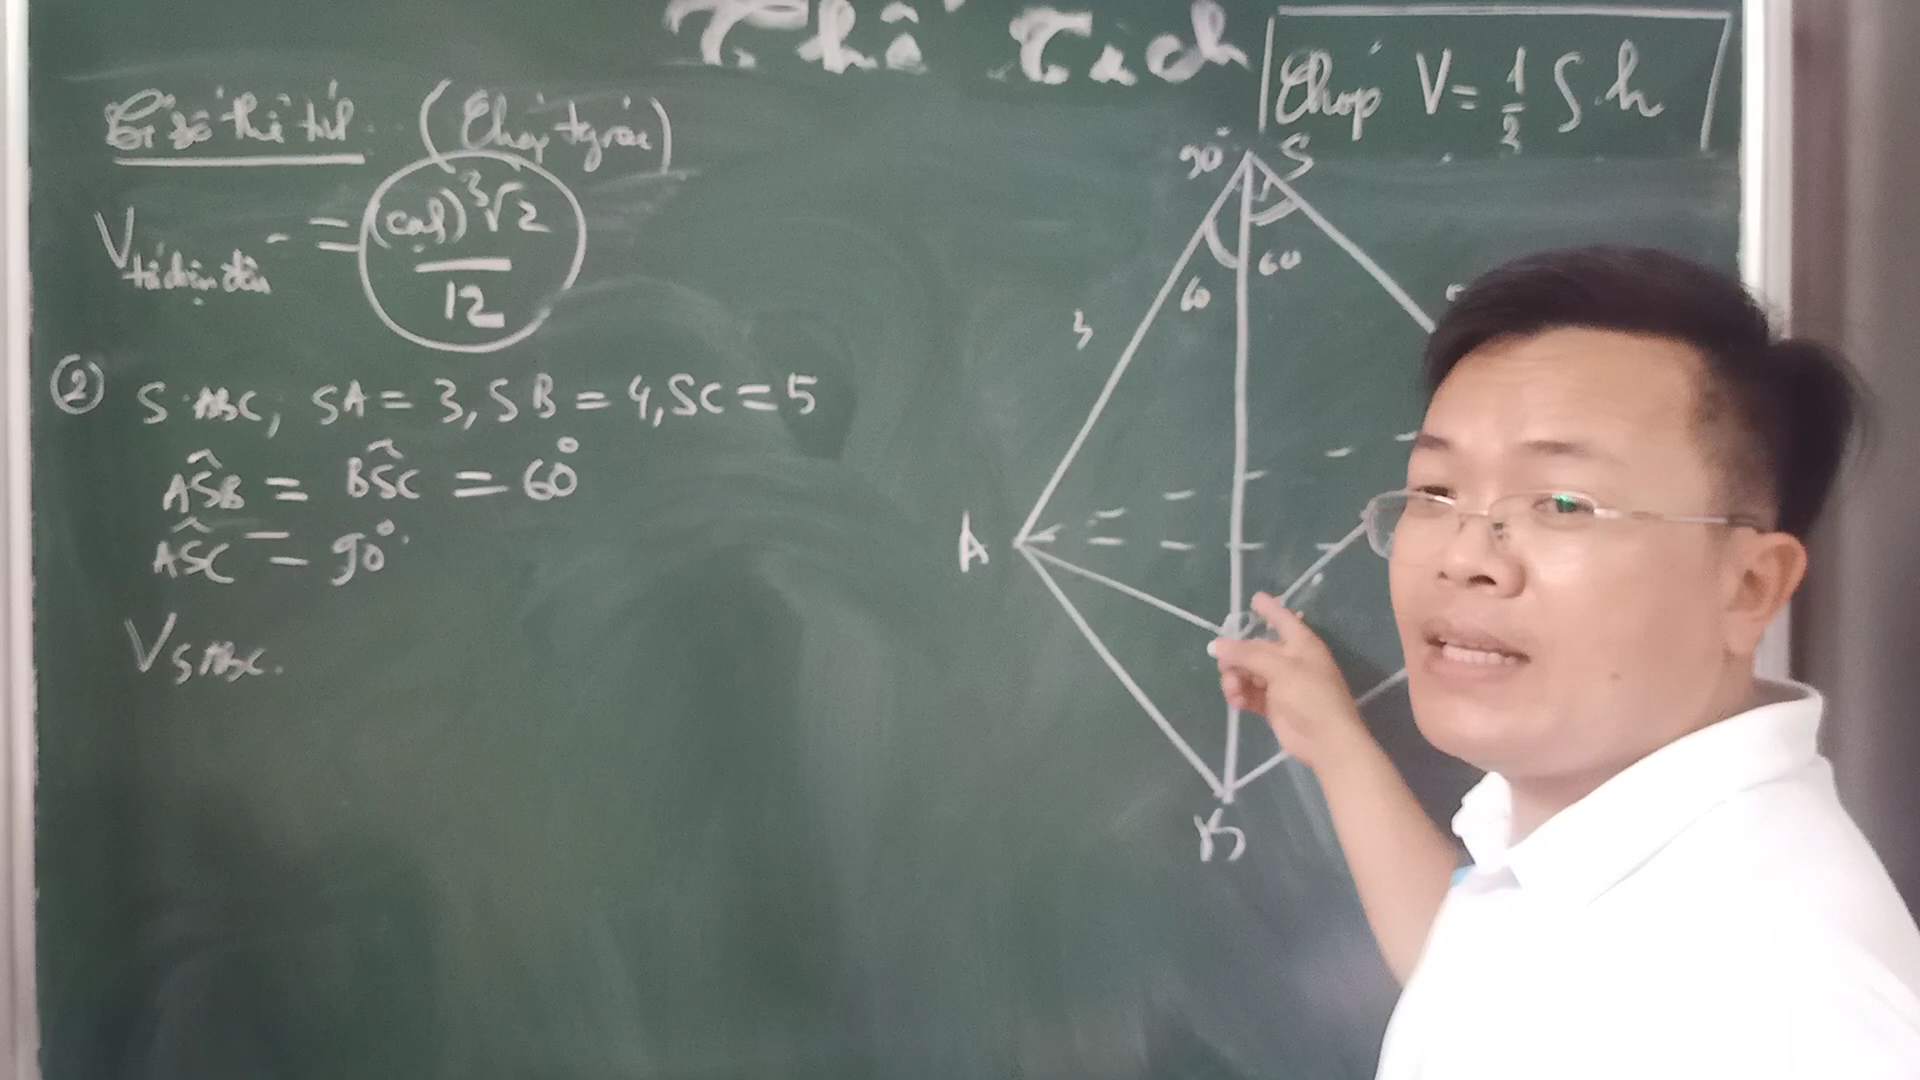 Thể Tích
Chóp V = 1/3 S.h
Tỉ số thể tích (Chóp tgiác)
V tứ diện đều = (cạnh)³√2 / 12
② S.ABC, SA = 3, SB = 4, SC = 5
ASB = BSC = 60°
ASC = 90°
V SABC.
90° S
60 60
3
A
B